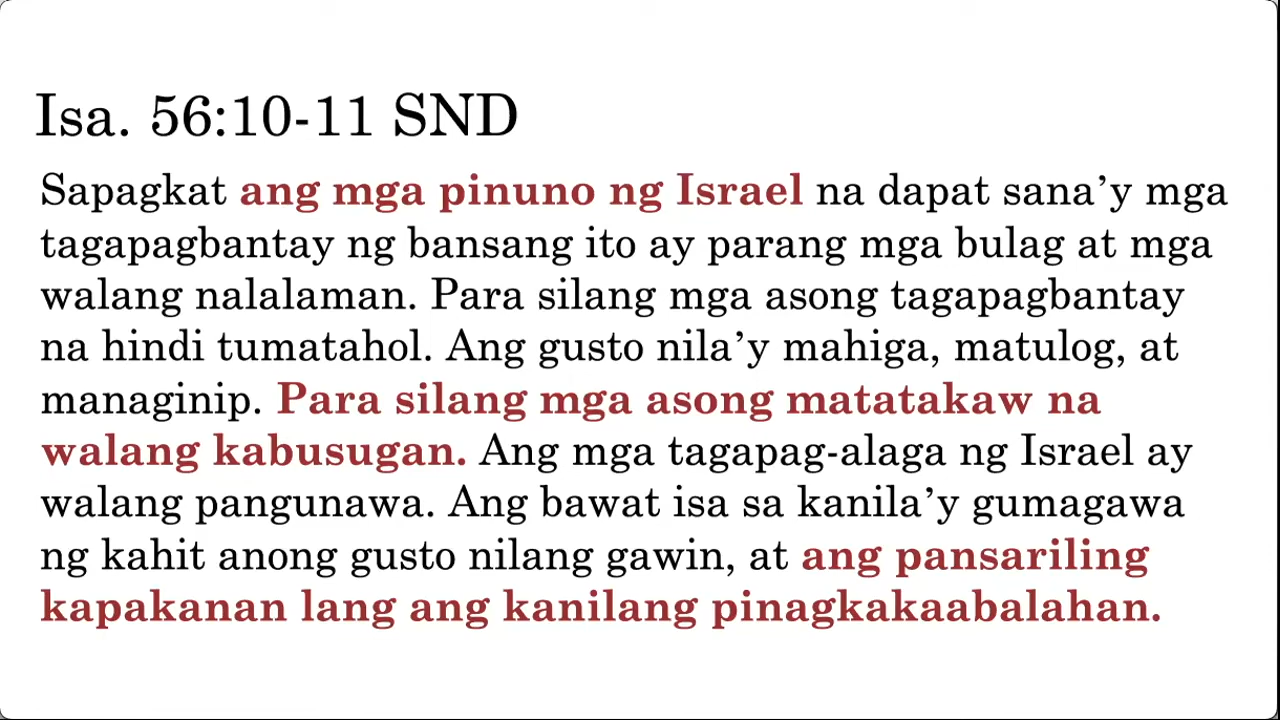 Isa. 56:10-11 SND
Sapagkat ang mga pinuno ng Israel na dapat sana’y mga
tagapagbantay ng bansang ito ay parang mga bulag at mga
walang nalalaman. Para silang mga asong tagapagbantay
na hindi tumatahol. Ang gusto nila’y mahiga, matulog, at
managinip. Para silang mga asong matatakaw na
walang kabusugan. Ang mga tagapag-alaga ng Israel ay
walang pangunawa. Ang bawat isa sa kanila’y gumagawa
ng kahit anong gusto nilang gawin, at ang pansariling
kapakanan lang ang kanilang pinagkakaabalahan.